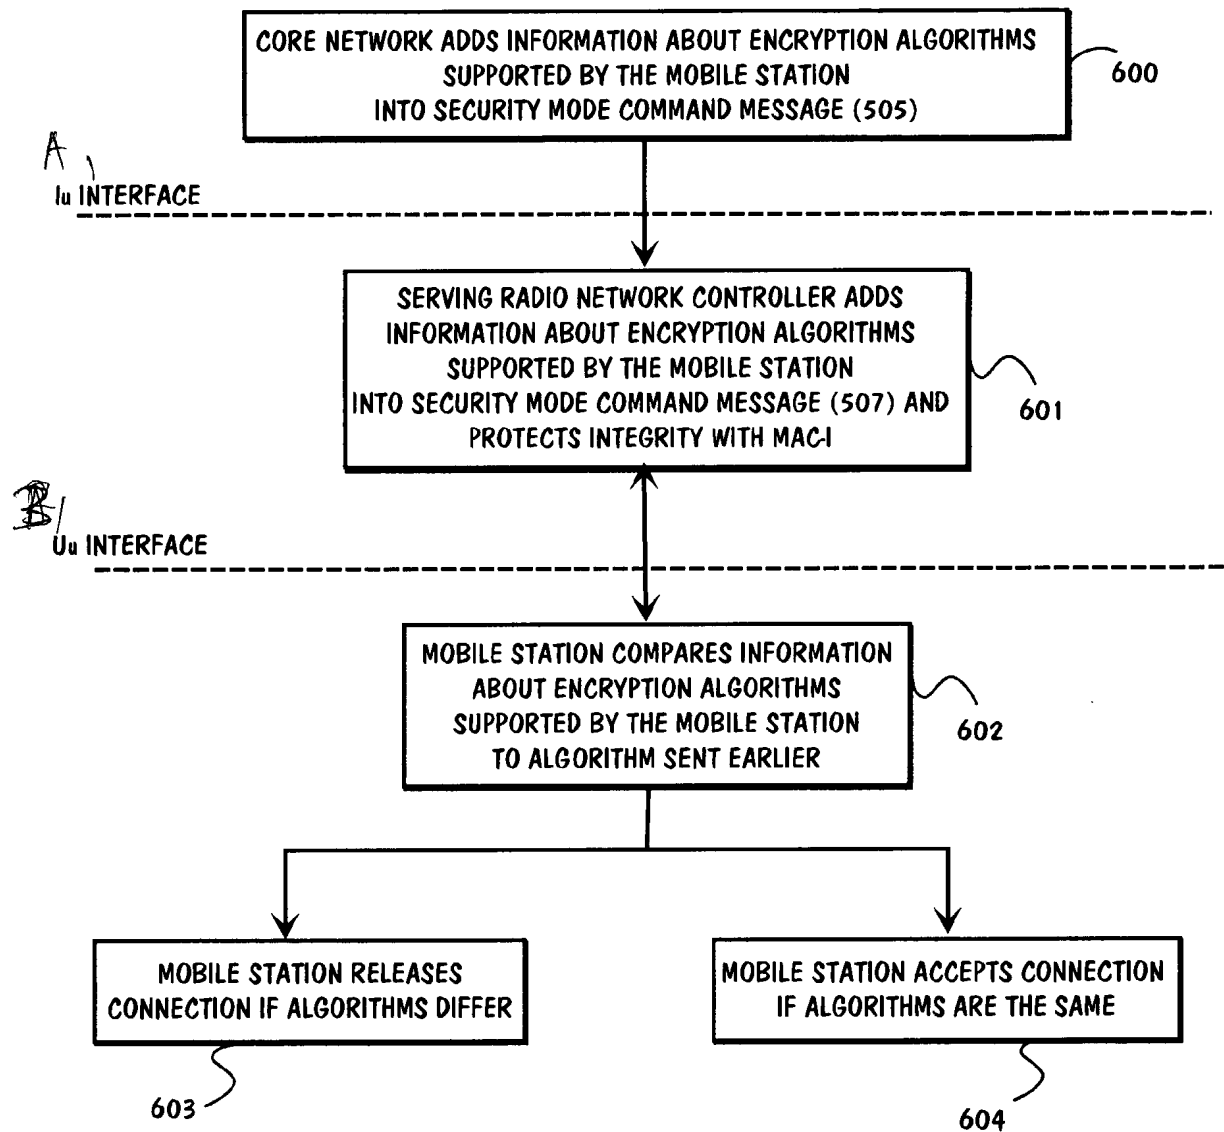 CORE NETWORK ADDS INFORMATION ABOUT ENCRYPTION ALGORITHMS
SUPPORTED BY THE MOBILE STATION
INTO SECURITY MODE COMMAND MESSAGE (505)
600
A
Iu INTERFACE
SERVING RADIO NETWORK CONTROLLER ADDS
INFORMATION ABOUT ENCRYPTION ALGORITHMS
SUPPORTED BY THE MOBILE STATION
INTO SECURITY MODE COMMAND MESSAGE (507) AND
PROTECTS INTEGRITY WITH MAC-I
601
B
Uu INTERFACE
MOBILE STATION COMPARES INFORMATION
ABOUT ENCRYPTION ALGORITHMS
SUPPORTED BY THE MOBILE STATION
TO ALGORITHM SENT EARLIER
602
MOBILE STATION RELEASES
CONNECTION IF ALGORITHMS DIFFER
603
MOBILE STATION ACCEPTS CONNECTION
IF ALGORITHMS ARE THE SAME
604